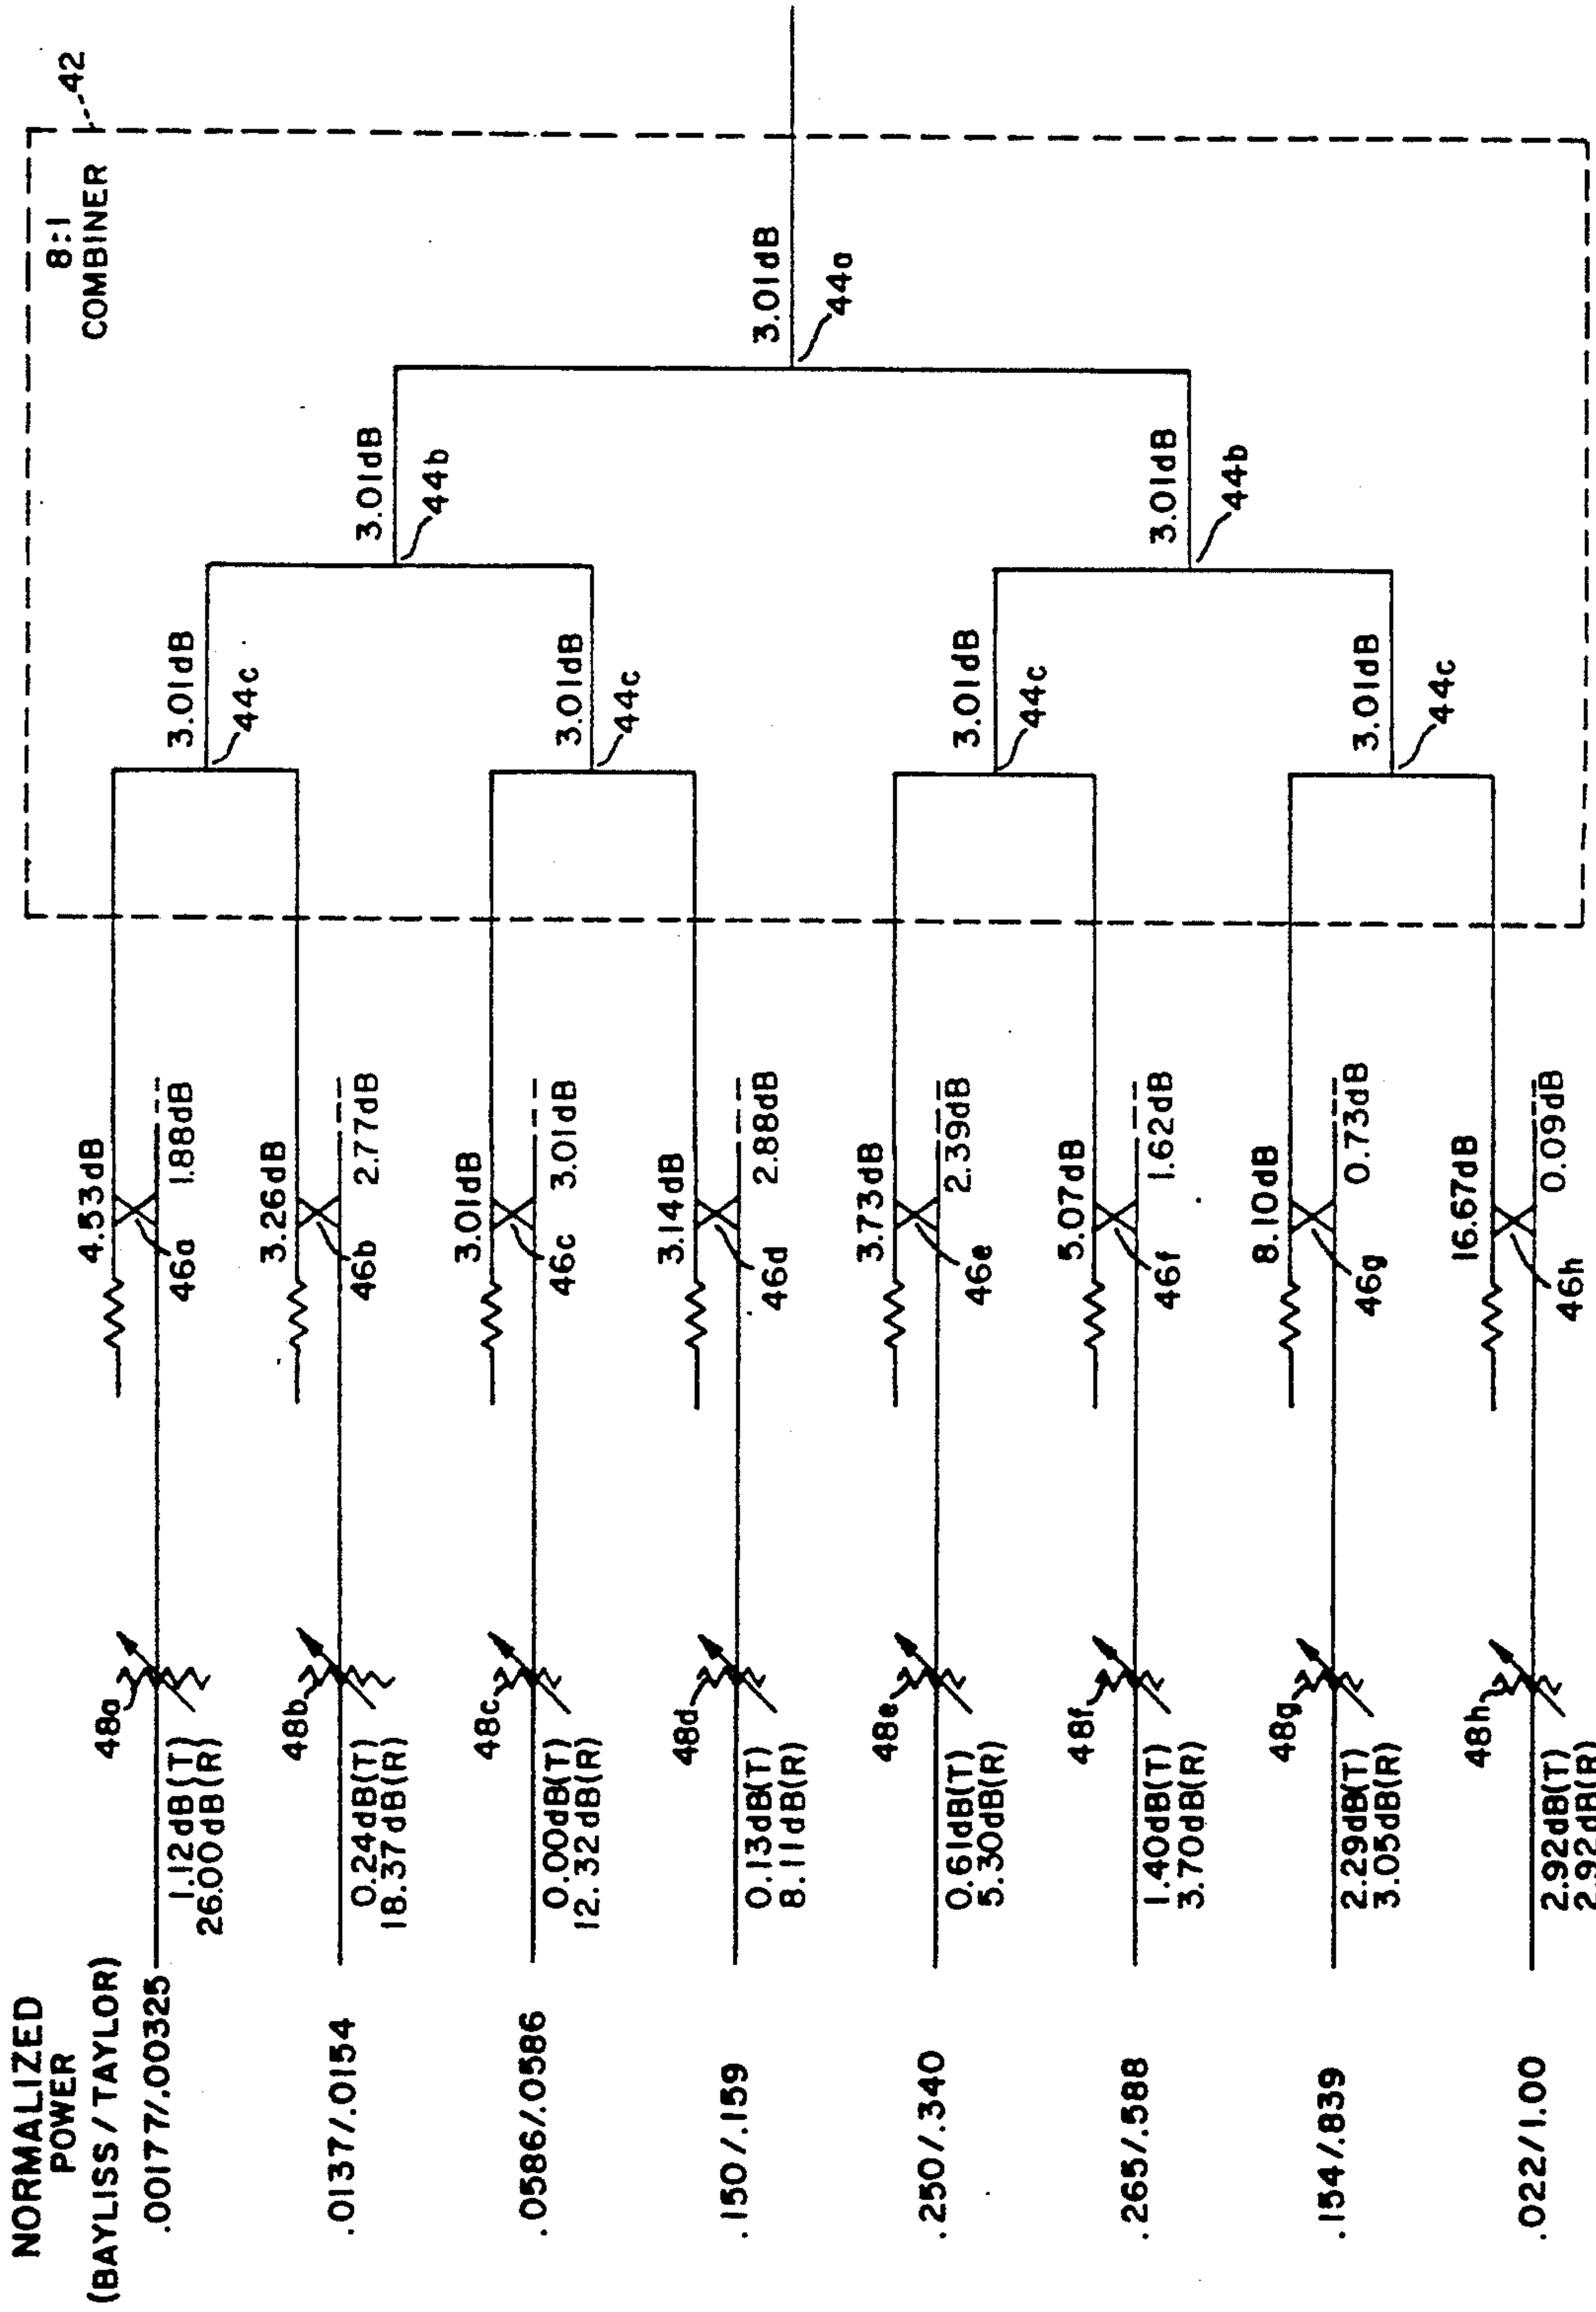 NORMALIZED
POWER
(BAYLISS/TAYLOR)
.00177/.00325
.0137/.0154
.0586/.0586
.150/.159
.250/.340
.265/.588
.154/.839
.022/1.00
48a
1.12dB(T)
26.00dB(R)
48b
0.24dB(T)
18.37dB(R)
48c
0.00dB(T)
12.32dB(R)
48d
0.13dB(T)
8.11dB(R)
48e
0.61dB(T)
5.30dB(R)
48f
1.40dB(T)
3.70dB(R)
48g
2.29dB(T)
3.05dB(R)
48h
2.92dB(T)
2.92dB(R)
4.53dB
46a
1.88dB
3.26dB
46b
2.77dB
3.01dB
46c
3.01dB
3.14dB
46d
2.88dB
3.73dB
46e
2.39dB
5.07dB
46f
1.62dB
8.10dB
46g
0.73dB
16.67dB
46h
0.09dB
3.01dB
44c
3.01dB
44c
3.01dB
44c
3.01dB
44c
3.01dB
44b
3.01dB
44b
3.01dB
44a
8:1
COMBINER
42